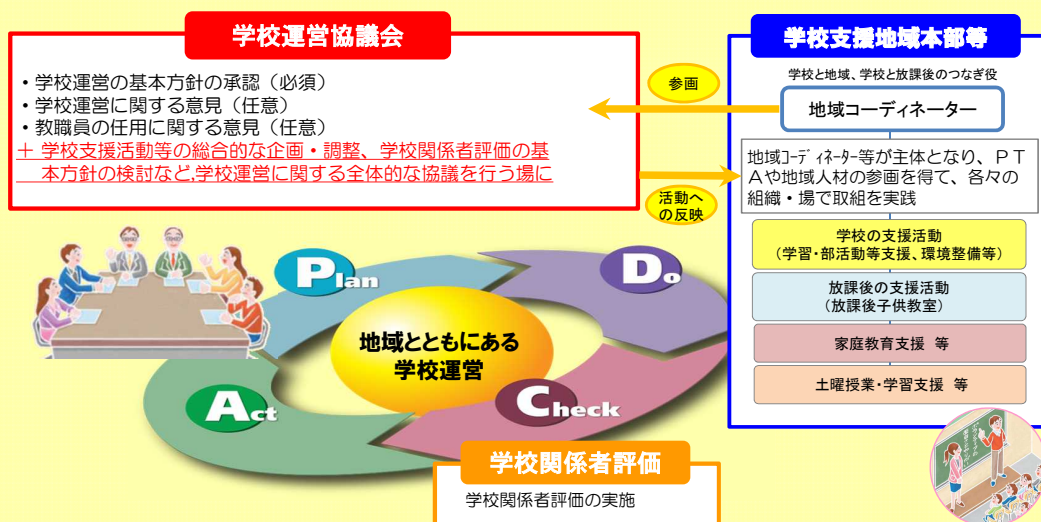 学校運営協議会
・学校運営の基本方針の承認（必須）
・学校運営に関する意見（任意）
・教職員の任用に関する意見（任意）
＋ 学校支援活動等の総合的な企画・調整、学校関係者評価の基
本方針の検討など,学校運営に関する全体的な協議を行う場に
参画
活動へ
の反映
学校支援地域本部等
学校と地域、学校と放課後のつなぎ役
地域コーディネーター
地域コーディネーター等が主体となり、ＰＴ
Ａや地域人材の参画を得て、各々の
組織・場で取組を実践
学校の支援活動
（学習・部活動等支援、環境整備等）
放課後の支援活動
（放課後子供教室）
家庭教育支援 等
土曜授業・学習支援 等
Plan
Do
地域とともにある
学校運営
Act
Check
学校関係者評価
学校関係者評価の実施